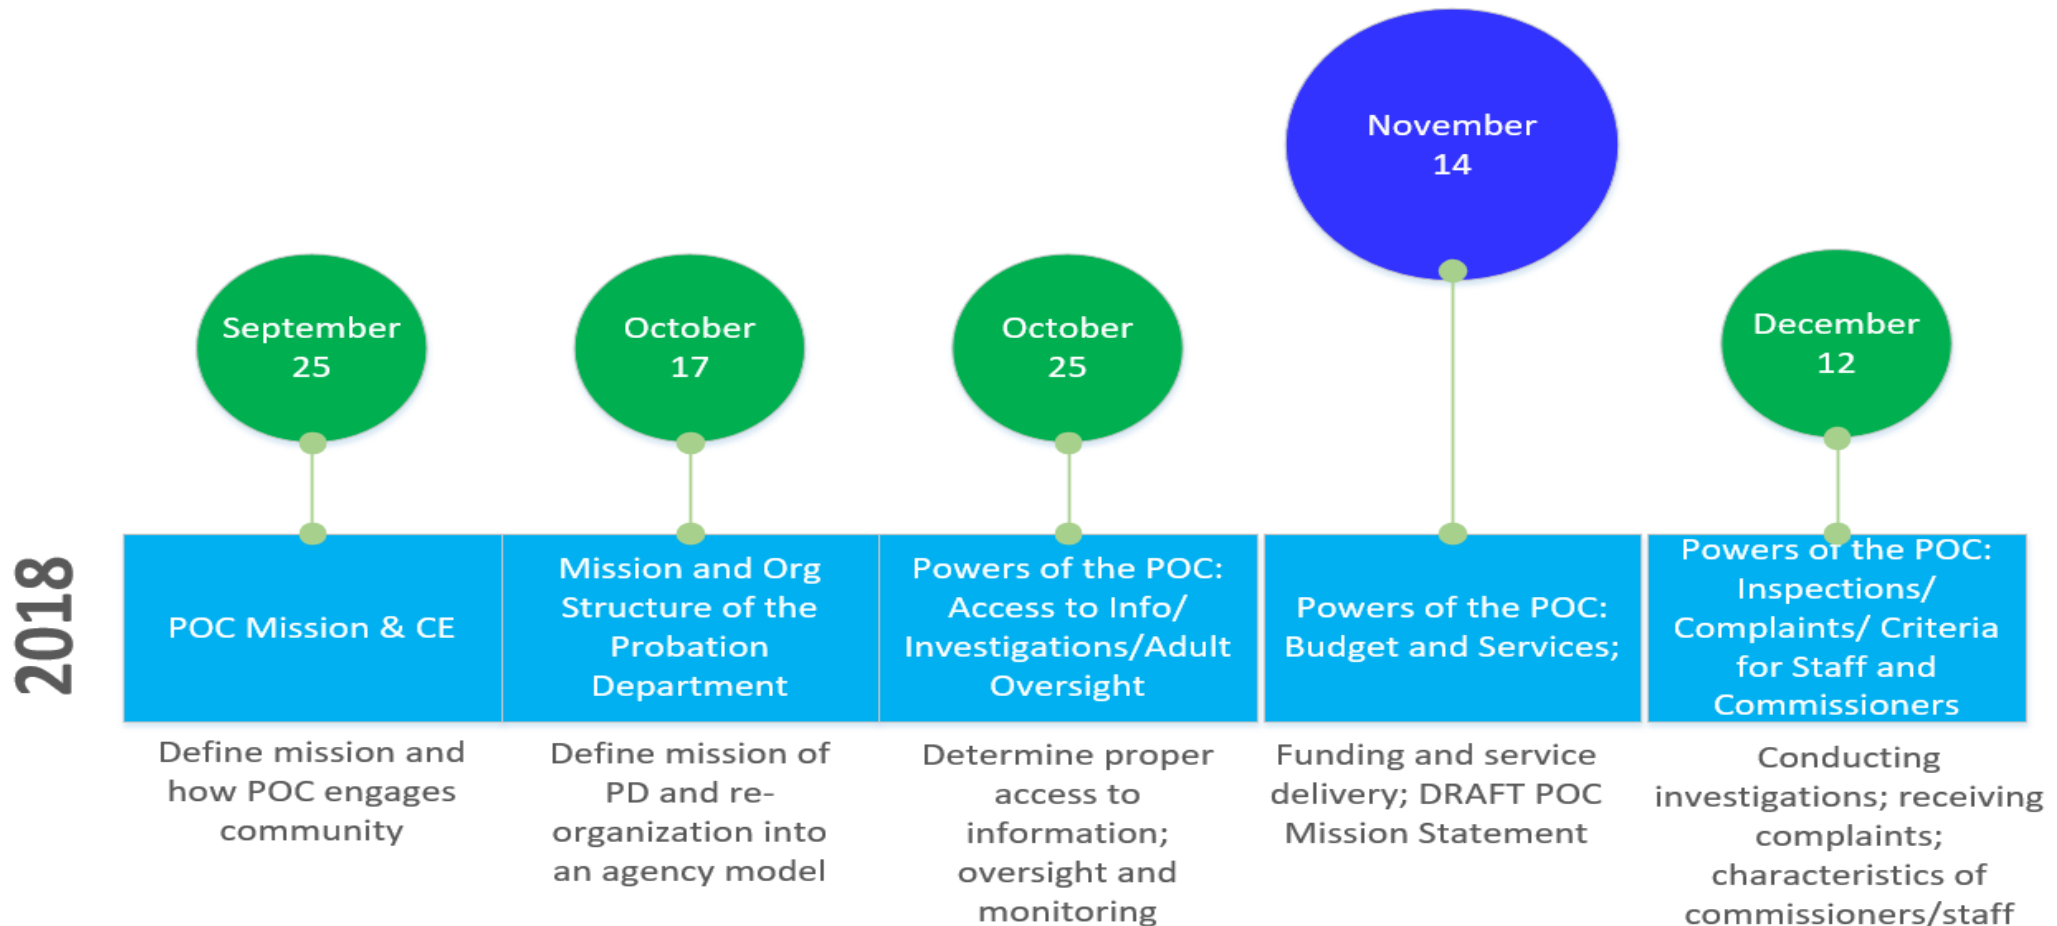 2018
September
25
POC Mission & CE
Define mission and
how POC engages
community
October
17
Mission and Org
Structure of the
Probation
Department
Define mission of
PD and re-
organization into
an agency model
October
25
Powers of the POC:
Access to Info/
Investigations/Adult
Oversight
Determine proper
access to
information;
oversight and
monitoring
November
14
Powers of the POC:
Budget and Services;
Funding and service
delivery; DRAFT POC
Mission Statement
December
12
Powers of the POC:
Inspections/
Complaints/ Criteria
for Staff and
Commissioners
Conducting
investigations; receiving
complaints;
characteristics of
commissioners/staff